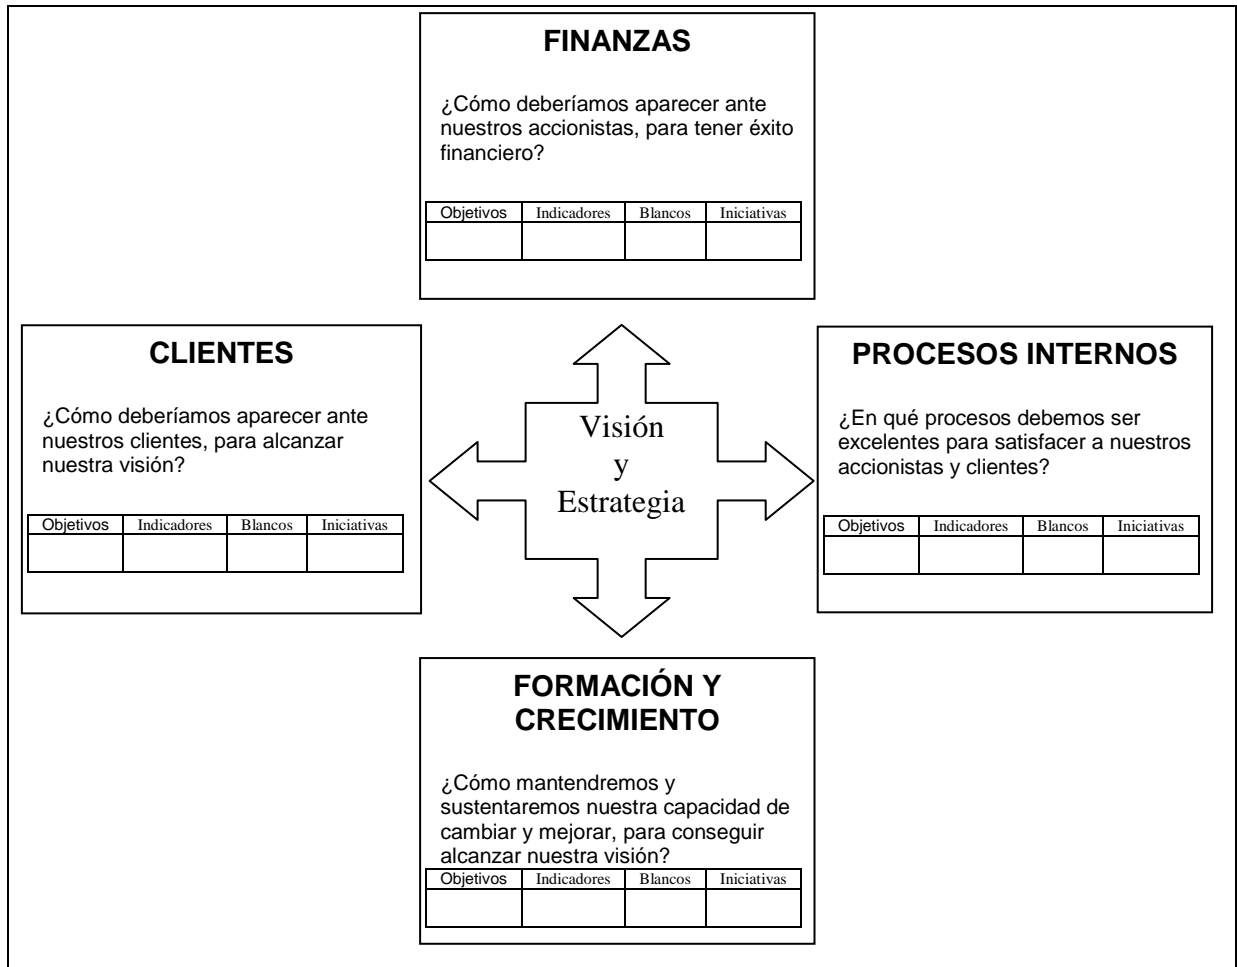 FINANZAS
¿Cómo deberíamos aparecer ante
nuestros accionistas, para tener éxito
financiero?
Objetivos Indicadores Blancos Iniciativas
CLIENTES
¿Cómo deberíamos aparecer ante
nuestros clientes, para alcanzar
nuestra visión?
Objetivos Indicadores Blancos Iniciativas
Visión
y
Estrategia
PROCESOS INTERNOS
¿En qué procesos debemos ser
excelentes para satisfacer a nuestros
accionistas y clientes?
Objetivos Indicadores Blancos Iniciativas
FORMACIÓN Y
CRECIMIENTO
¿Cómo mantendremos y
sustentaremos nuestra capacidad de
cambiar y mejorar, para conseguir
alcanzar nuestra visión?
Objetivos Indicadores Blancos Iniciativas